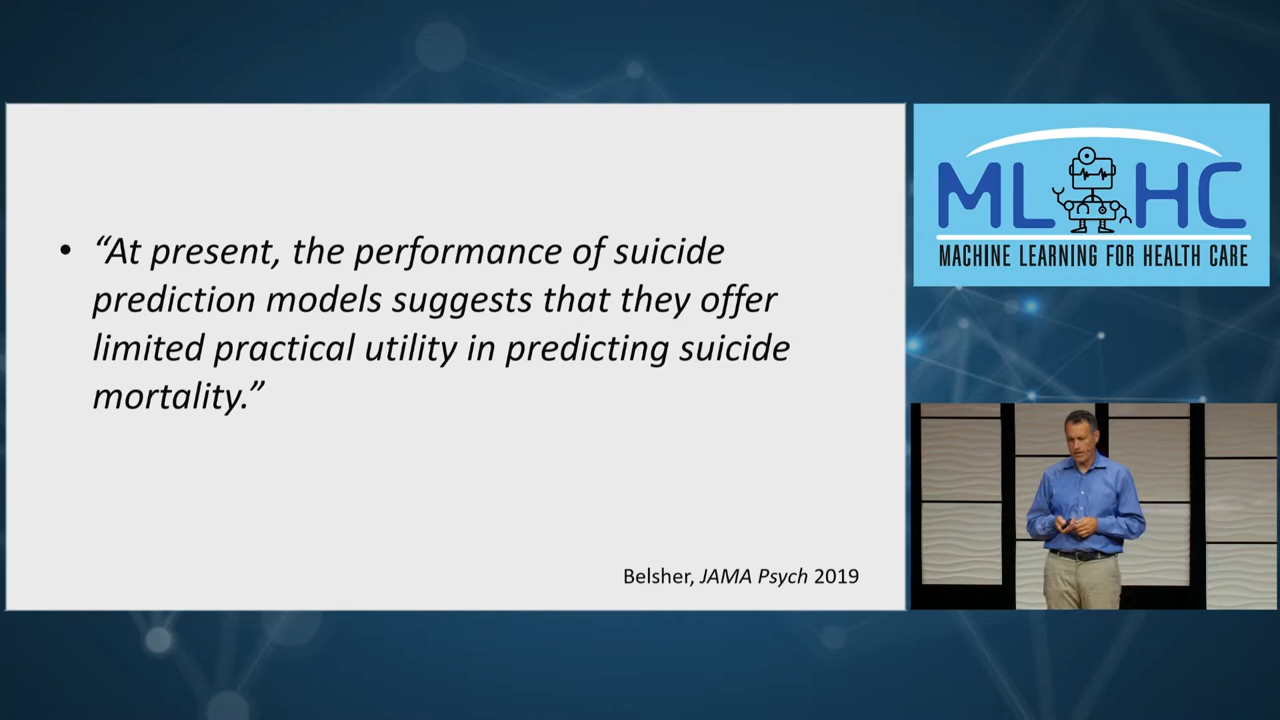 • “At present, the performance of suicide
prediction models suggests that they offer
limited practical utility in predicting suicide
mortality.”
Belsher, JAMA Psych 2019
ML HC
MACHINE LEARNING FOR HEALTH CARE